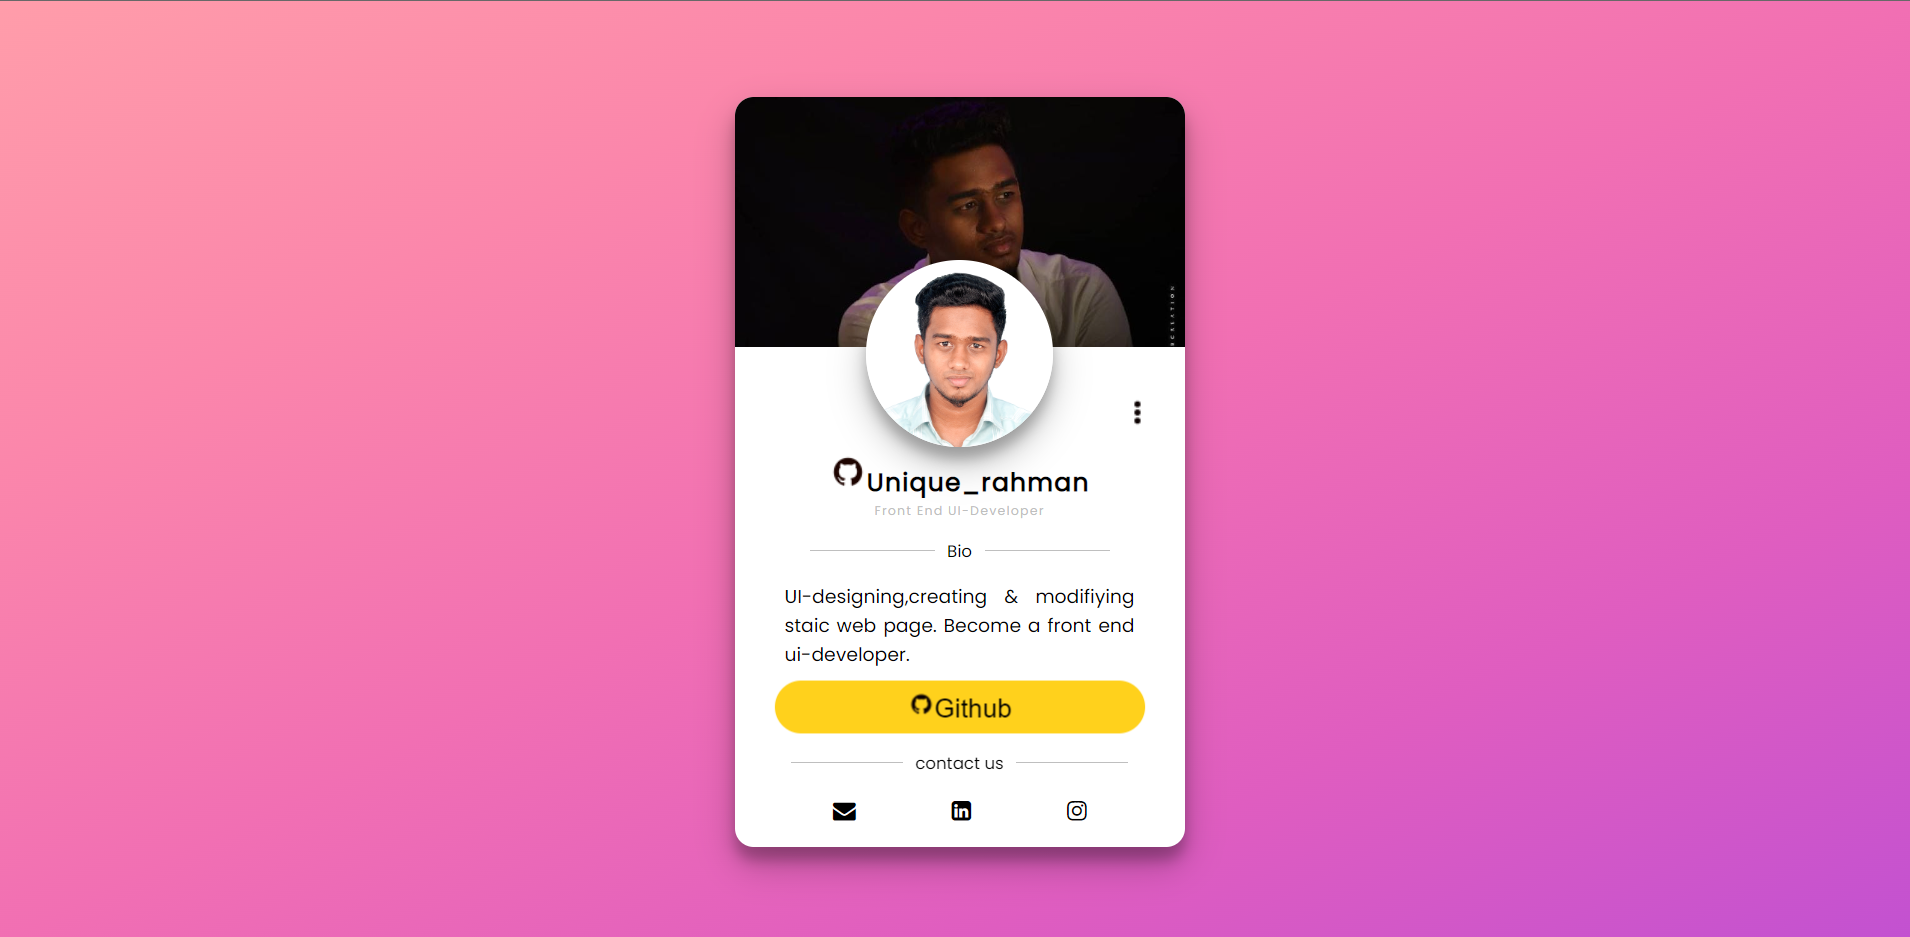 Unique_rahman
Front End UI-Developer
Bio
UI-designing,creating & modifiying
staic web page. Become a front end
ui-developer.
Github
contact us